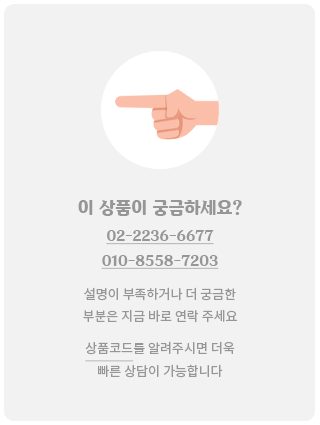 이 상품이 궁금하세요?
02-2236-6677
010-8558-7203
설명이 부족하거나 더 궁금한
부분은 지금 바로 연락 주세요
상품코드를 알려주시면 더욱
빠른 상담이 가능합니다